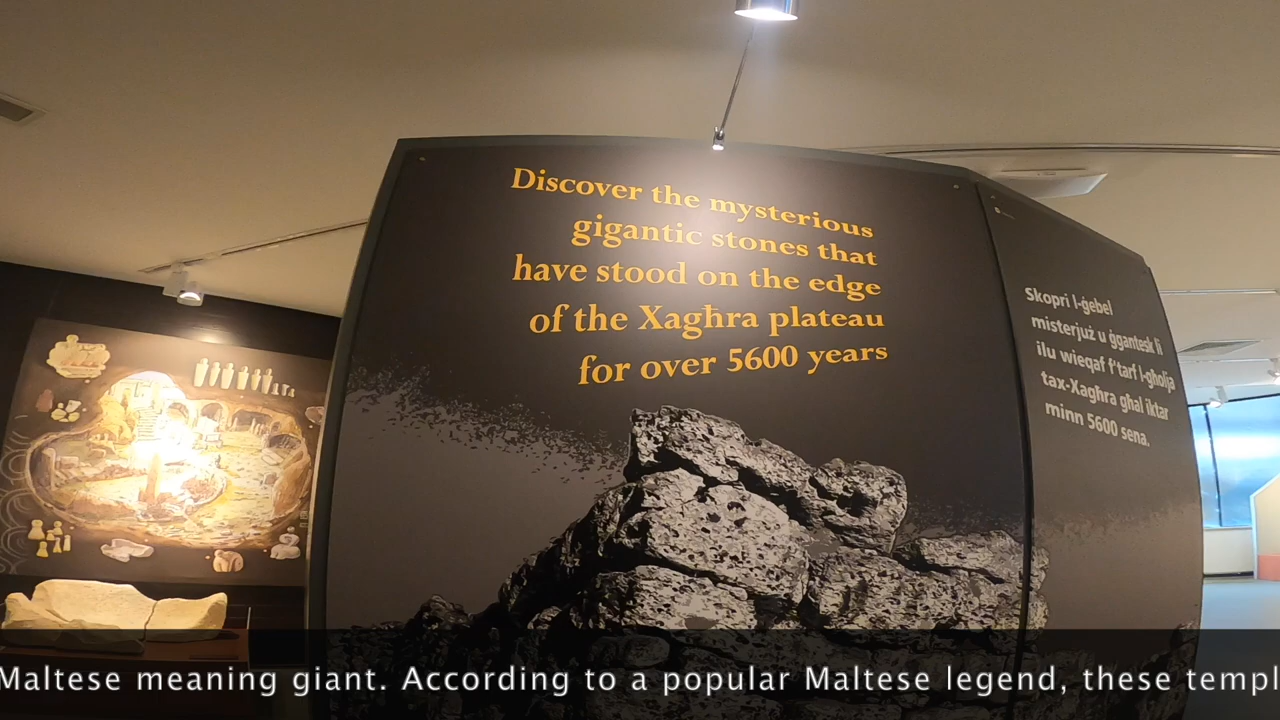 Discover the mysterious
gigantic stones that
have stood on the edge
of the Xagħra plateau
for over 5600 years
Skopri l-ġebel
misterjuż u ġgantesk li
ilu wieqaf f'tarf l-għolja
tax-Xagħra għal iktar
minn 5600 sena.
Maltese meaning giant. According to a popular Maltese legend, these templ